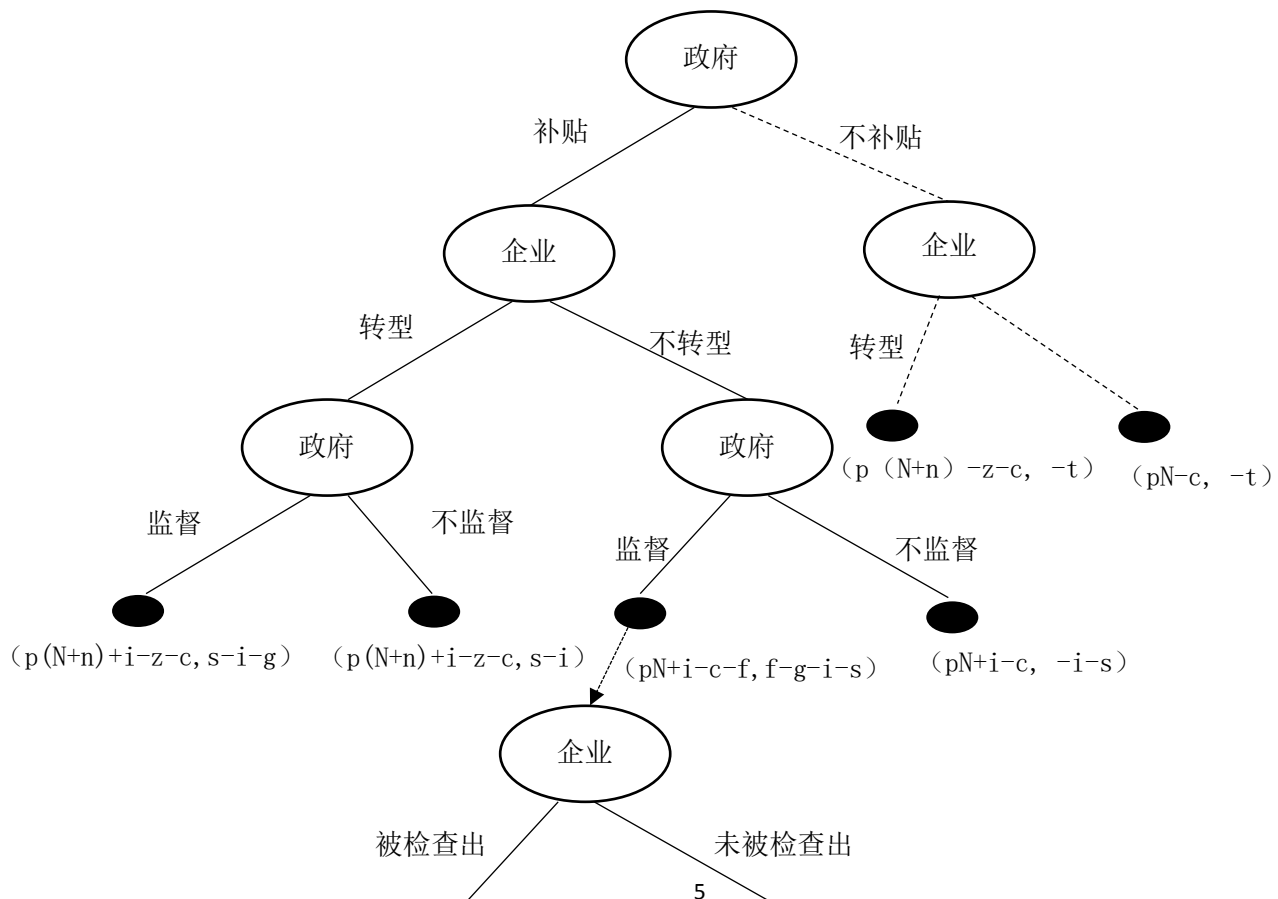 政府
补贴
不补贴
企业
企业
转型
不转型
转型
政府
政府
(p（N+n）-z-c, -t)
(pN-c, -t)
监督
不监督
监督
不监督
(p(N+n)+i-z-c,s-i-g)
(p(N+n)+i-z-c,s-i)
(pN+i-c-f,f-g-i-s)
(pN+i-c, -i-s)
企业
被检查出
未被检查出
5